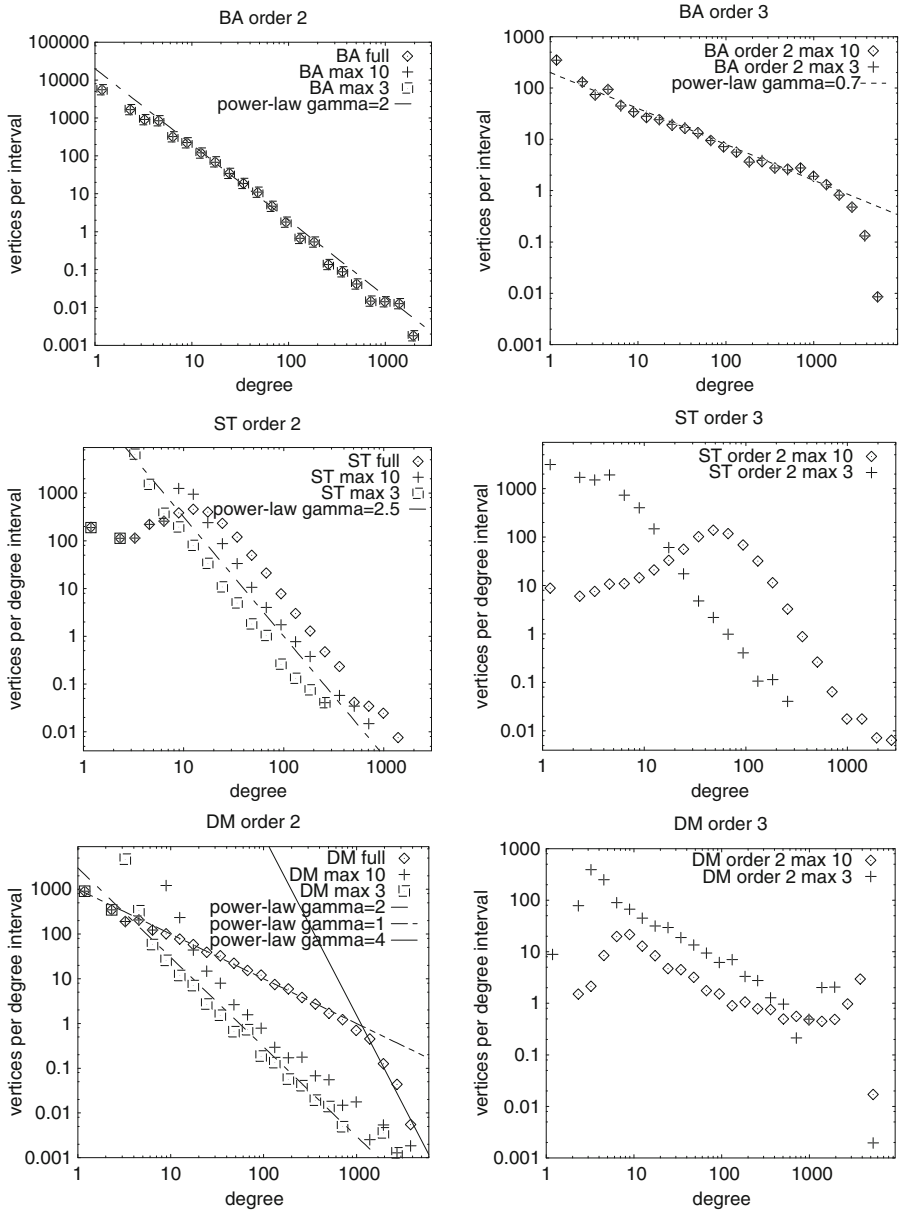 BA order 2
100000
10000
1000
100
10
1
0.1
0.01
0.001
vertices per interval
BA full
BA max 10
BA max 3
power-law gamma=2
1 10 100 1000
degree
BA order 3
1000
100
10
1
0.1
0.01
0.001
vertices per interval
BA order 2 max 10
BA order 2 max 3
power-law gamma=0.7
1 10 100 1000
degree
ST order 2
1000
100
10
1
0.1
0.01
vertices per degree interval
ST full
ST max 10
ST max 3
power-law gamma=2.5
1 10 100 1000
degree
ST order 3
1000
100
10
1
0.1
0.01
vertices per degree interval
ST order 2 max 10
ST order 2 max 3
1 10 100 1000
degree
DM order 2
1000
100
10
1
0.1
0.01
0.001
vertices per degree interval
DM full
DM max 10
DM max 3
power-law gamma=2
power-law gamma=1
power-law gamma=4
1 10 100 1000
degree
DM order 3
1000
100
10
1
0.1
0.01
0.001
vertices per degree interval
DM order 2 max 10
DM order 2 max 3
1 10 100 1000
degree